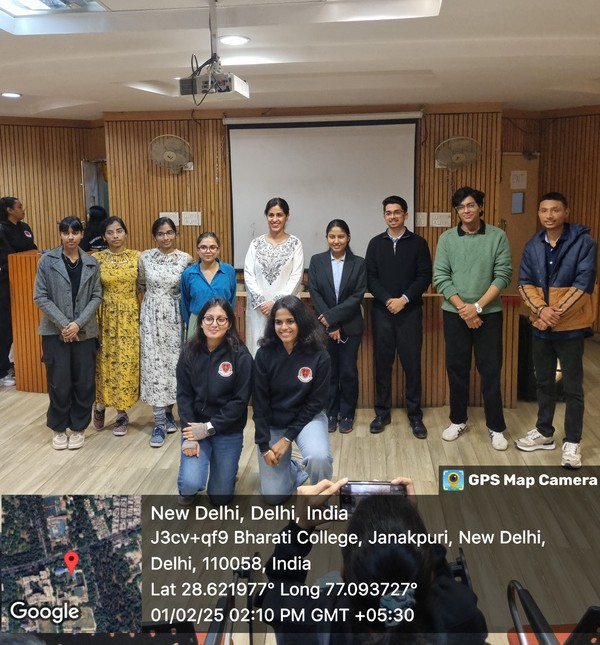 GPS Map Camera
New Delhi, Delhi, India
J3cv+qf9 Bharati College, Janakpuri, New Delhi,
Delhi, 110058, India
Lat 28.621977° Long 77.093727°
01/02/25 02:10 PM GMT +05:30
Google